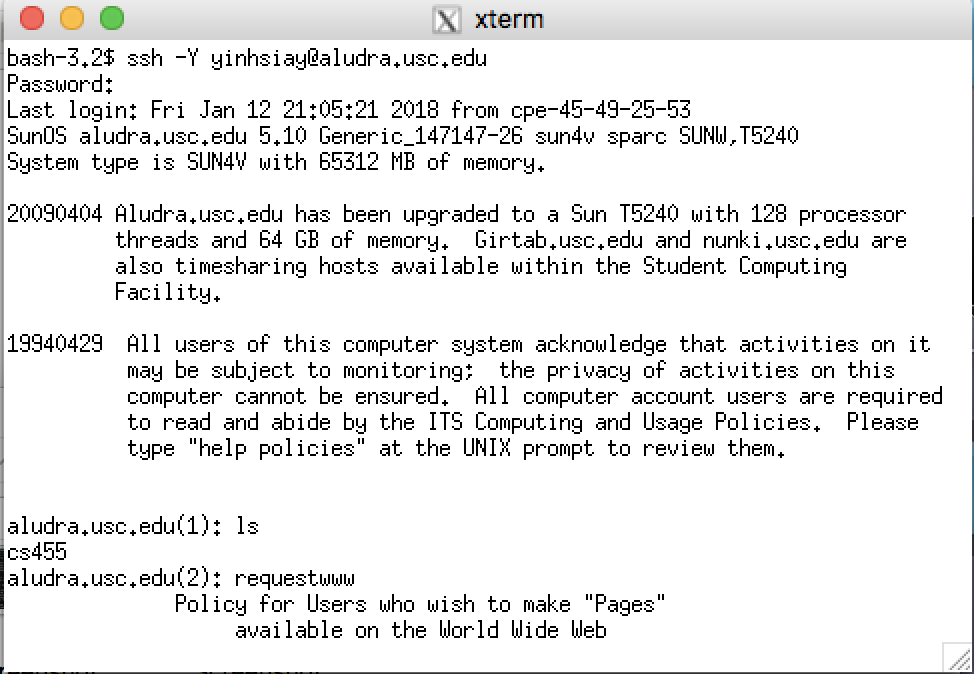 xterm
bash-3.2$ ssh -Y yinhsiay@aludra.usc.edu
Password:
Last login: Fri Jan 12 21:05:21 2018 from cpe-45-49-25-53
SunOS aludra.usc.edu 5.10 Generic_147147-26 sun4v sparc SUNW,T5240
System type is SUN4V with 65312 MB of memory.
20090404 Aludra.usc.edu has been upgraded to a Sun T5240 with 128 processor
threads and 64 GB of memory.  Girtab.usc.edu and nunki.usc.edu are
also timesharing hosts available within the Student Computing
Facility.
19940429  All users of this computer system acknowledge that activities on it
may be subject to monitoring;  the privacy of activities on this
computer cannot be ensured.  All computer account users are required
to read and abide by the ITS Computing and Usage Policies.  Please
type "help policies" at the UNIX prompt to review them.
aludra.usc.edu(1): ls
cs455
aludra.usc.edu(2): requestwww
Policy for Users who wish to make "Pages"
available on the World Wide Web